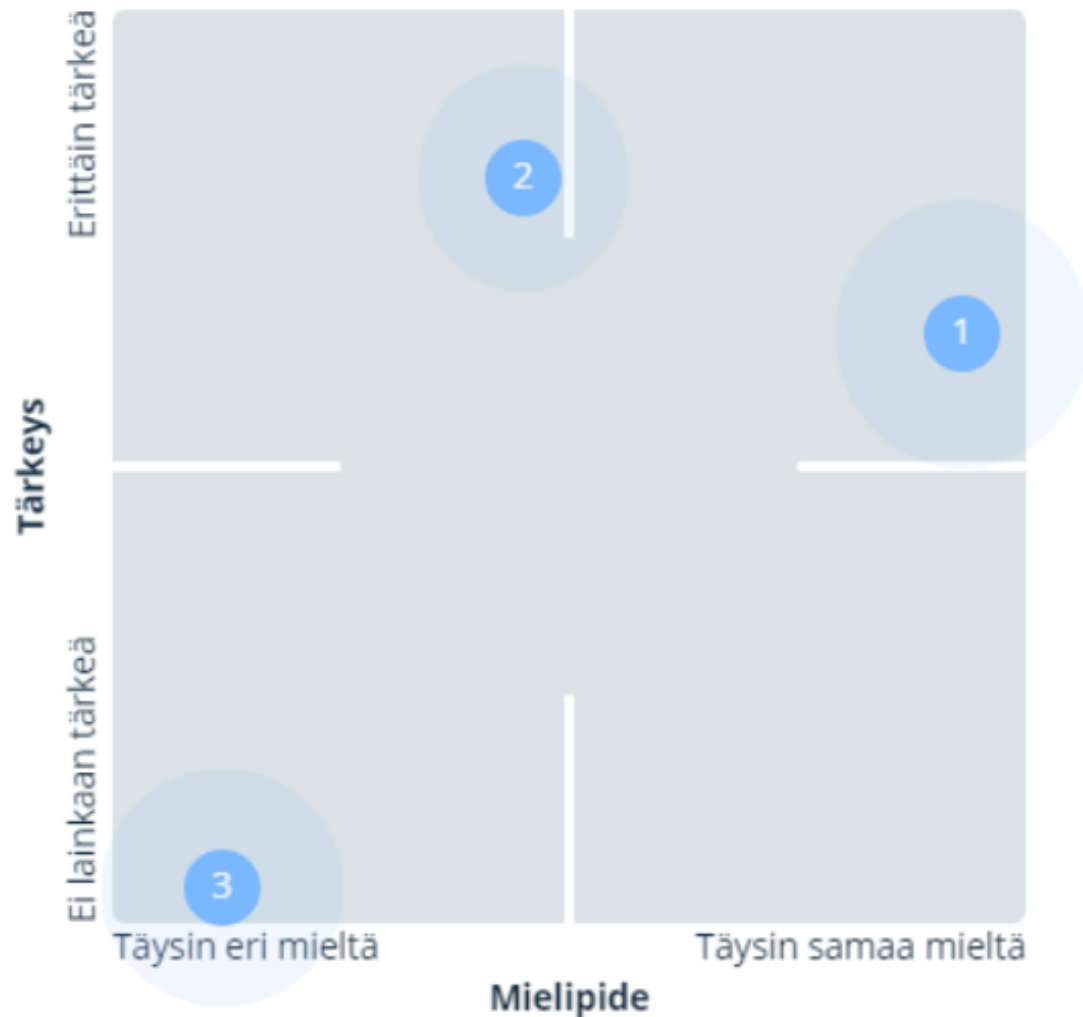 Erittäin tärkeä
2
1
Tärkeys
Ei lainkaan tärkeä
3
Täysin eri mieltä
Täysin samaa mieltä
Mielipide